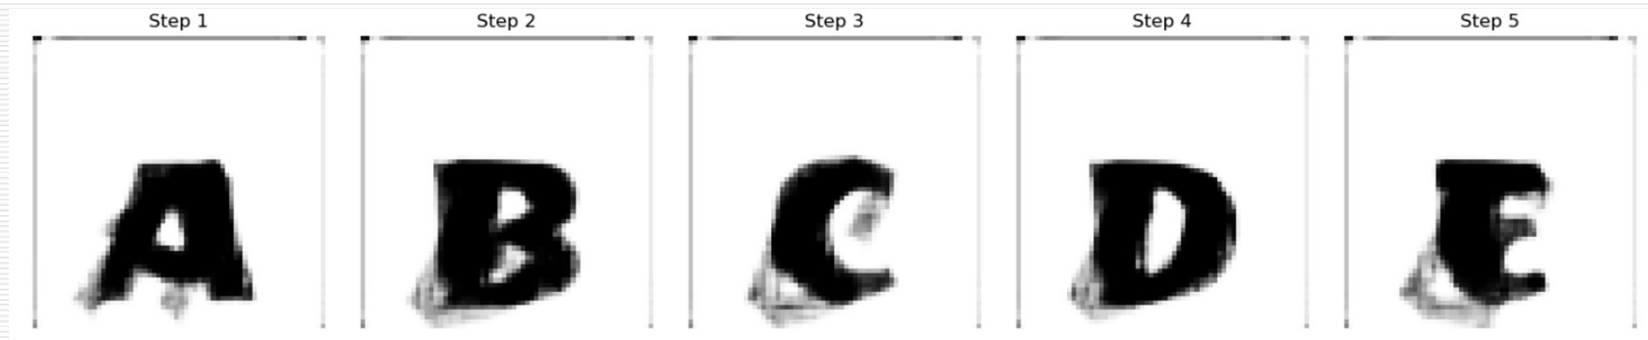 Step 1 Step 2 Step 3 Step 4 Step 5
A B C D E